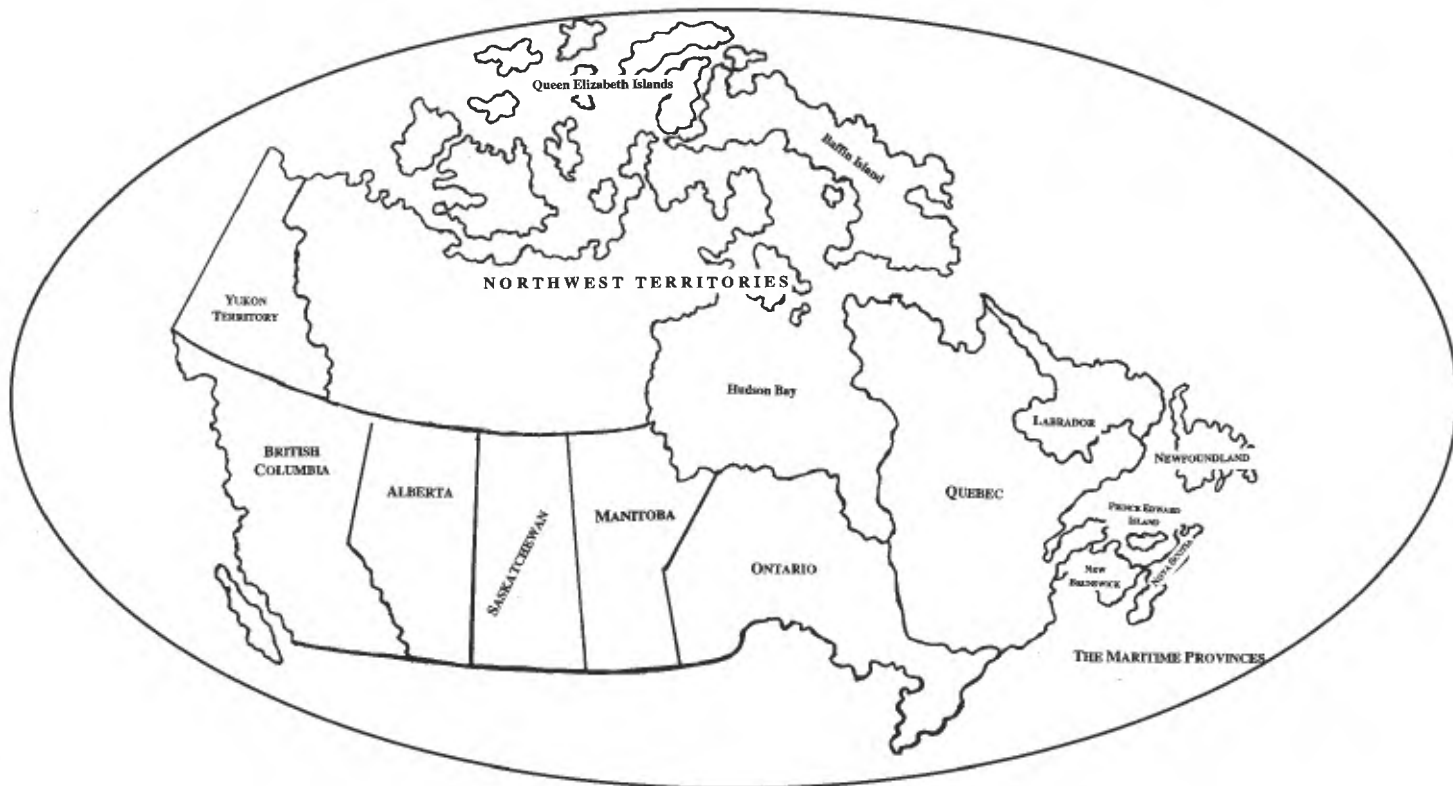 Queen Elizabeth Islands
Baffin Island
NORTHWEST TERRITORIES
YUKON
TERRITORY
Hudson Bay
LABRADOR
BRITISH
COLUMBIA
NEWFOUNDLAND
ALBERTA
QUEBEC
PRINCE EDWARD
ISLAND
MANITOBA
SASKATCHEWAN
ONTARIO
NEW
BRUNSWICK
NOVA SCOTIA
THE MARITIME PROVINCES